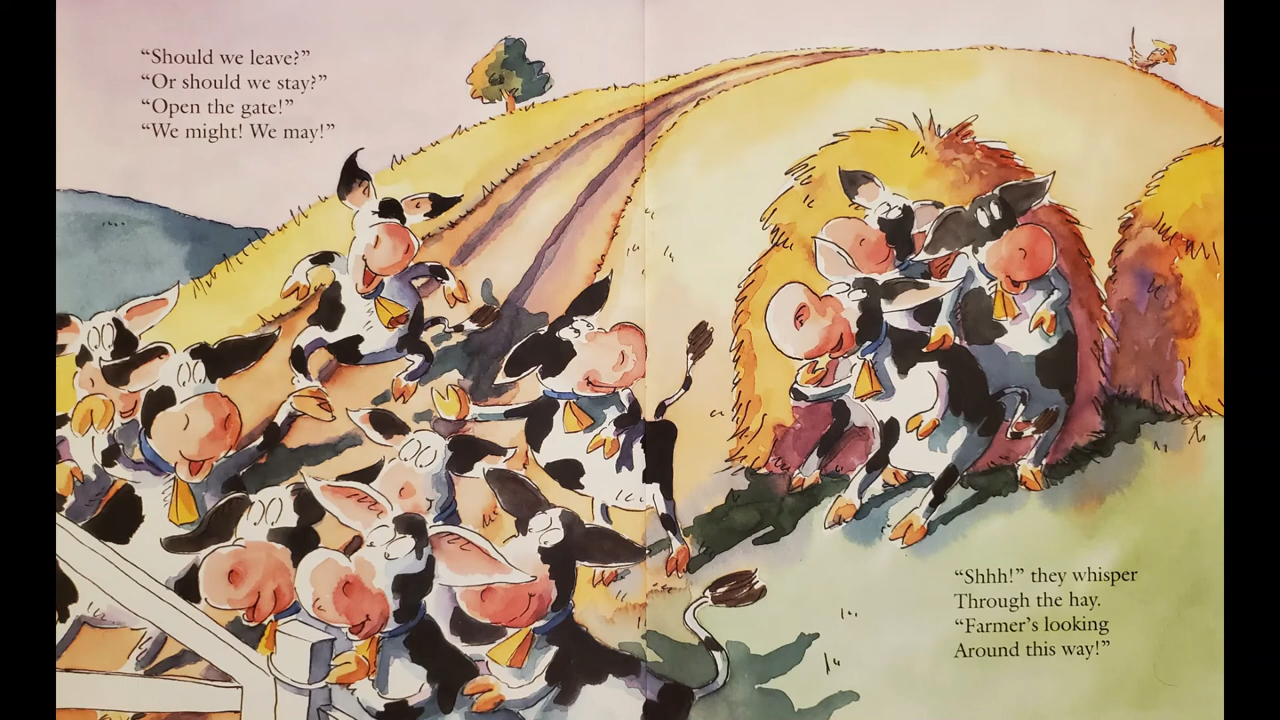 “Should we leave?”
“Or should we stay?”
“Open the gate!”
“We might! We may!”
“Shhh!” they whisper
Through the hay.
“Farmer’s looking
Around this way!”